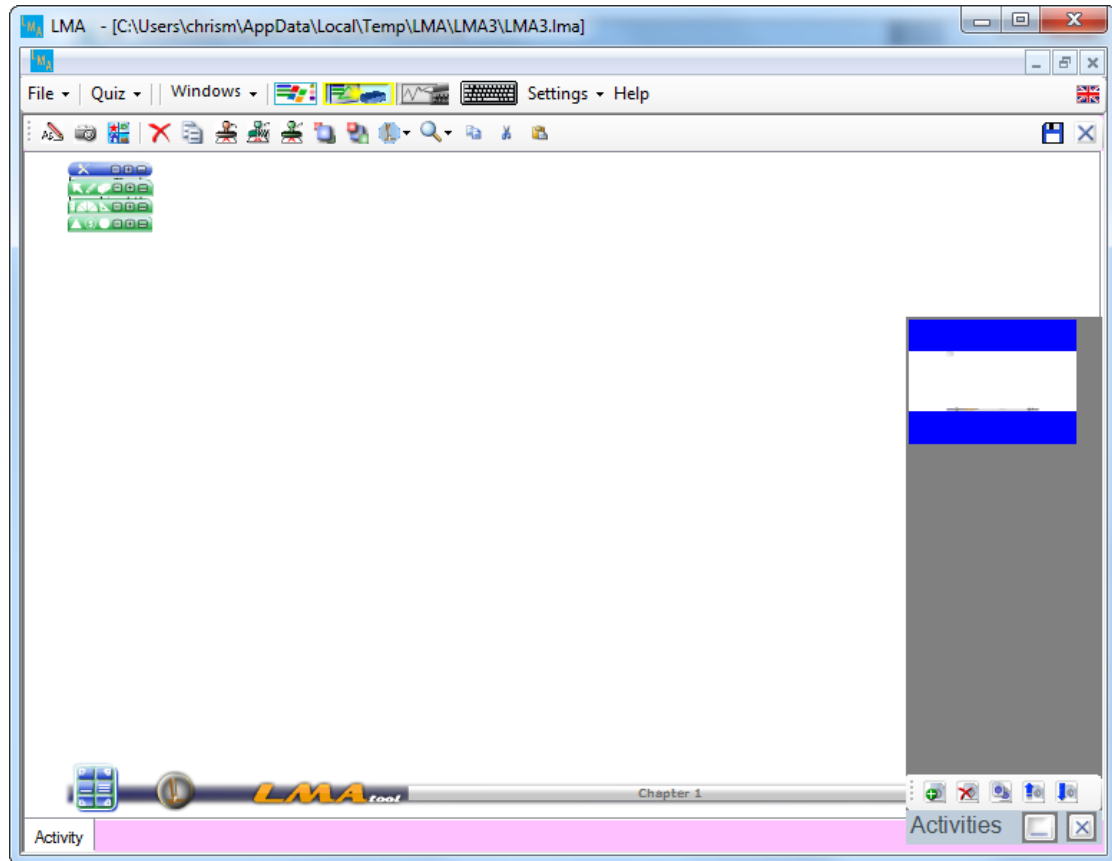 LMA - [C:\Users\chrism\AppData\Local\Temp\LMA\LMA3\LMA3.lma]
LMA
File Quiz Windows Settings Help
LMA tool Chapter 1
Activity
Activities